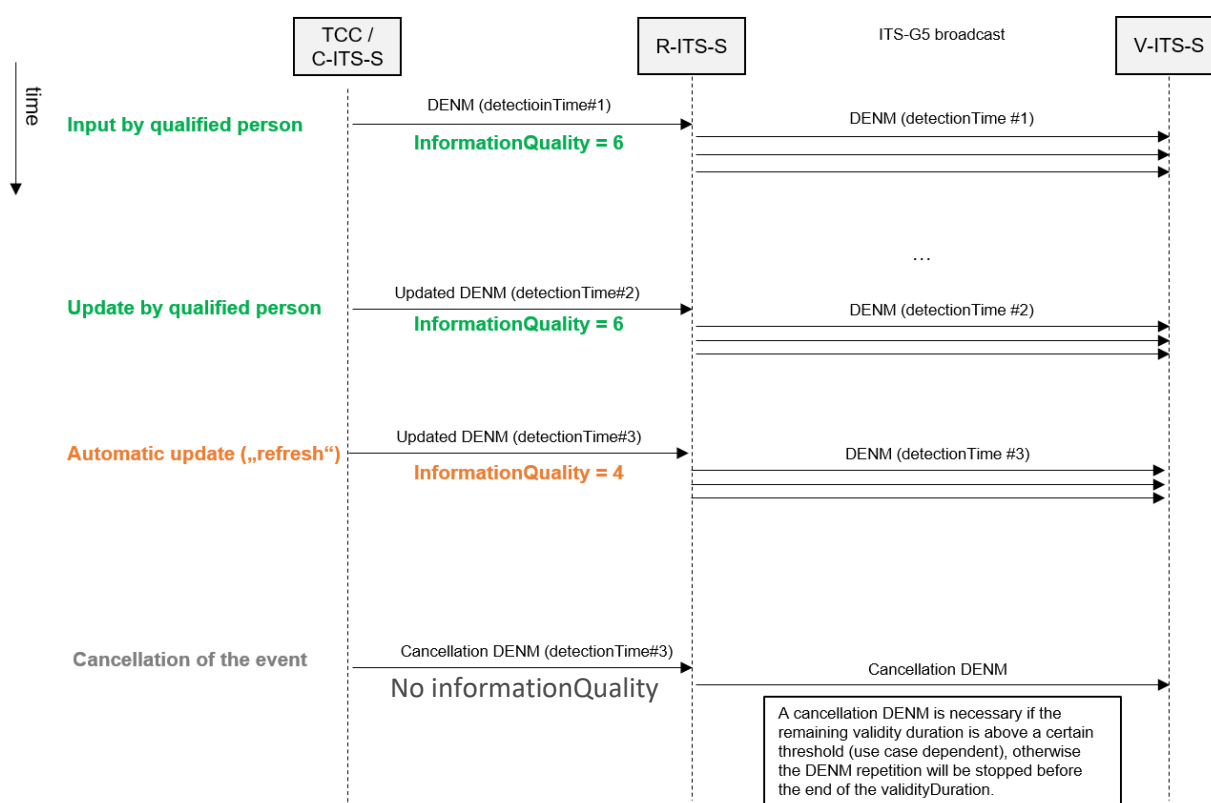 TCC /
C-ITS-S
R-ITS-S
ITS-G5 broadcast
V-ITS-S
time
Input by qualified person
DENM (detectioinTime#1)
InformationQuality = 6
DENM (detectionTime #1)
...
Update by qualified person
Updated DENM (detectionTime#2)
InformationQuality = 6
DENM (detectionTime #2)
Automatic update („refresh“)
Updated DENM (detectionTime#3)
InformationQuality = 4
DENM (detectionTime #3)
Cancellation of the event
Cancellation DENM (detectionTime#3)
No informationQuality
Cancellation DENM
A cancellation DENM is necessary if the
remaining validity duration is above a certain
threshold (use case dependent), otherwise
the DENM repetition will be stopped before
the end of the validityDuration.